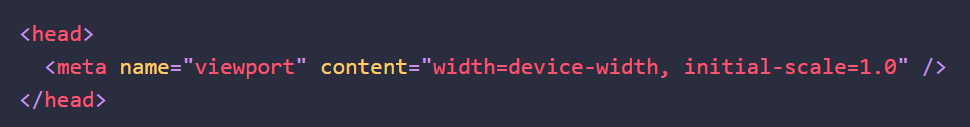 <head>
  <meta name="viewport" content="width=device-width, initial-scale=1.0" />
</head>